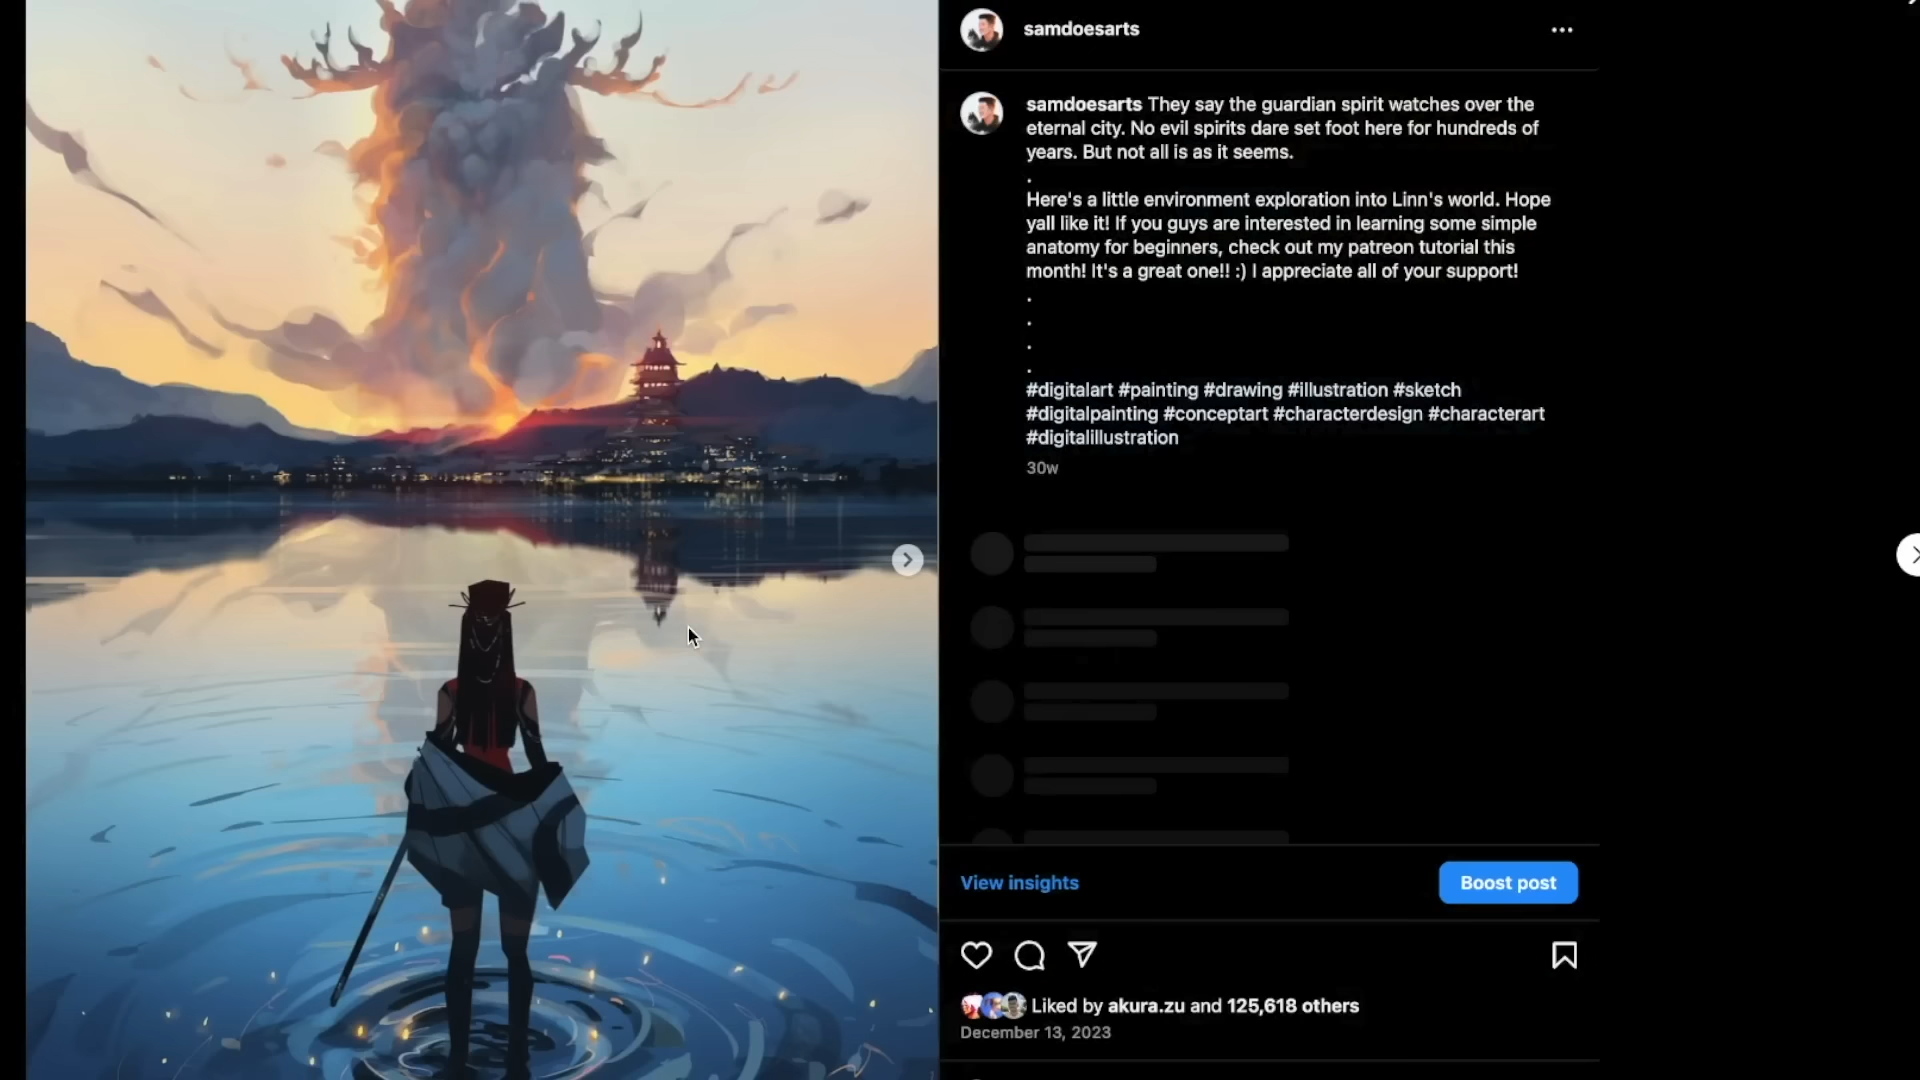 samdoesarts
samdoesarts They say the guardian spirit watches over the
eternal city. No evil spirits dare set foot here for hundreds of
years. But not all is as it seems.
.
Here's a little environment exploration into Linn's world. Hope
yall like it! If you guys are interested in learning some simple
anatomy for beginners, check out my patreon tutorial this
month! It's a great one!! :) I appreciate all of your support!
.
.
.
.
#digitalart #painting #drawing #illustration #sketch
#digitalpainting #conceptart #characterdesign #characterart
#digitalillustration
30w
View insights
Boost post
Liked by akura.zu and 125,618 others
December 13, 2023